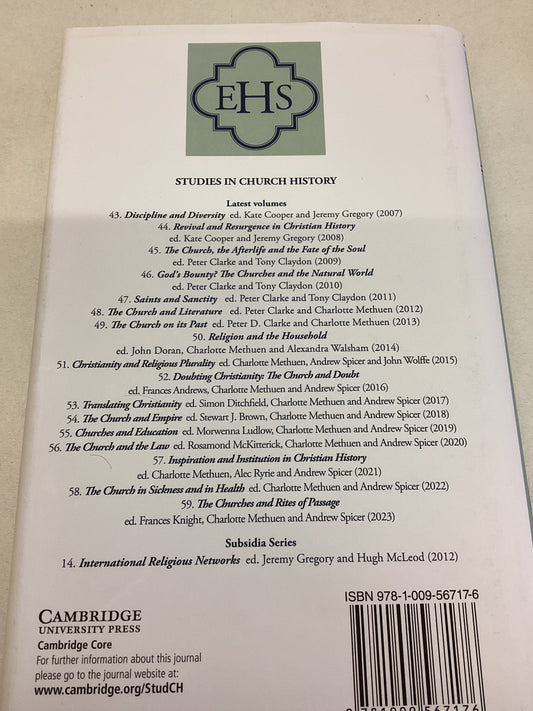 EHS
STUDIES IN CHURCH HISTORY
Latest volumes
43. Discipline and Diversity ed. Kate Cooper and Jeremy Gregory (2007)
44. Revival and Resurgence in Christian History
ed. Kate Cooper and Jeremy Gregory (2008)
45. The Church, the Afterlife and the Fate of the Soul
ed. Peter Clarke and Tony Claydon (2009)
46. God's Bounty? The Churches and the Natural World
ed. Peter Clarke and Tony Claydon (2010)
47. Saints and Sanctity ed. Peter Clarke and Tony Claydon (2011)
48. The Church and Literature ed. Peter Clarke and Charlotte Methuen (2012)
49. The Church on its Past ed. Peter D. Clarke and Charlotte Methuen (2013)
50. Religion and the Household
ed. John Doran, Charlotte Methuen and Alexandra Walsham (2014)
51. Christianity and Religious Plurality ed. Charlotte Methuen, Andrew Spicer and John Wolffe (2015)
52. Doubting Christianity: The Church and Doubt
ed. Frances Andrews, Charlotte Methuen and Andrew Spicer (2016)
53. Translating Christianity ed. Simon Ditchfield, Charlotte Methuen and Andrew Spicer (2017)
54. The Church and Empire ed. Stewart J. Brown, Charlotte Methuen and Andrew Spicer (2018)
55. Churches and Education ed. Morwenna Ludlow, Charlotte Methuen and Andrew Spicer (2019)
56. The Church and the Law ed. Rosamond McKitterick, Charlotte Methuen and Andrew Spicer (2020)
57. Inspiration and Institution in Christian History
ed. Charlotte Methuen, Alec Ryrie and Andrew Spicer (2021)
58. The Church in Sickness and in Health ed. Charlotte Methuen and Andrew Spicer (2022)
59. The Churches and Rites of Passage
ed. Frances Knight, Charlotte Methuen and Andrew Spicer (2023)
Subsidia Series
14. International Religious Networks ed. Jeremy Gregory and Hugh McLeod (2012)
ISBN 978-1-009-56717-6
CAMBRIDGE
UNIVERSITY PRESS
Cambridge Core
For further information about this journal
please go to the journal website at:
www.cambridge.org/StudCH
9 781009 567176